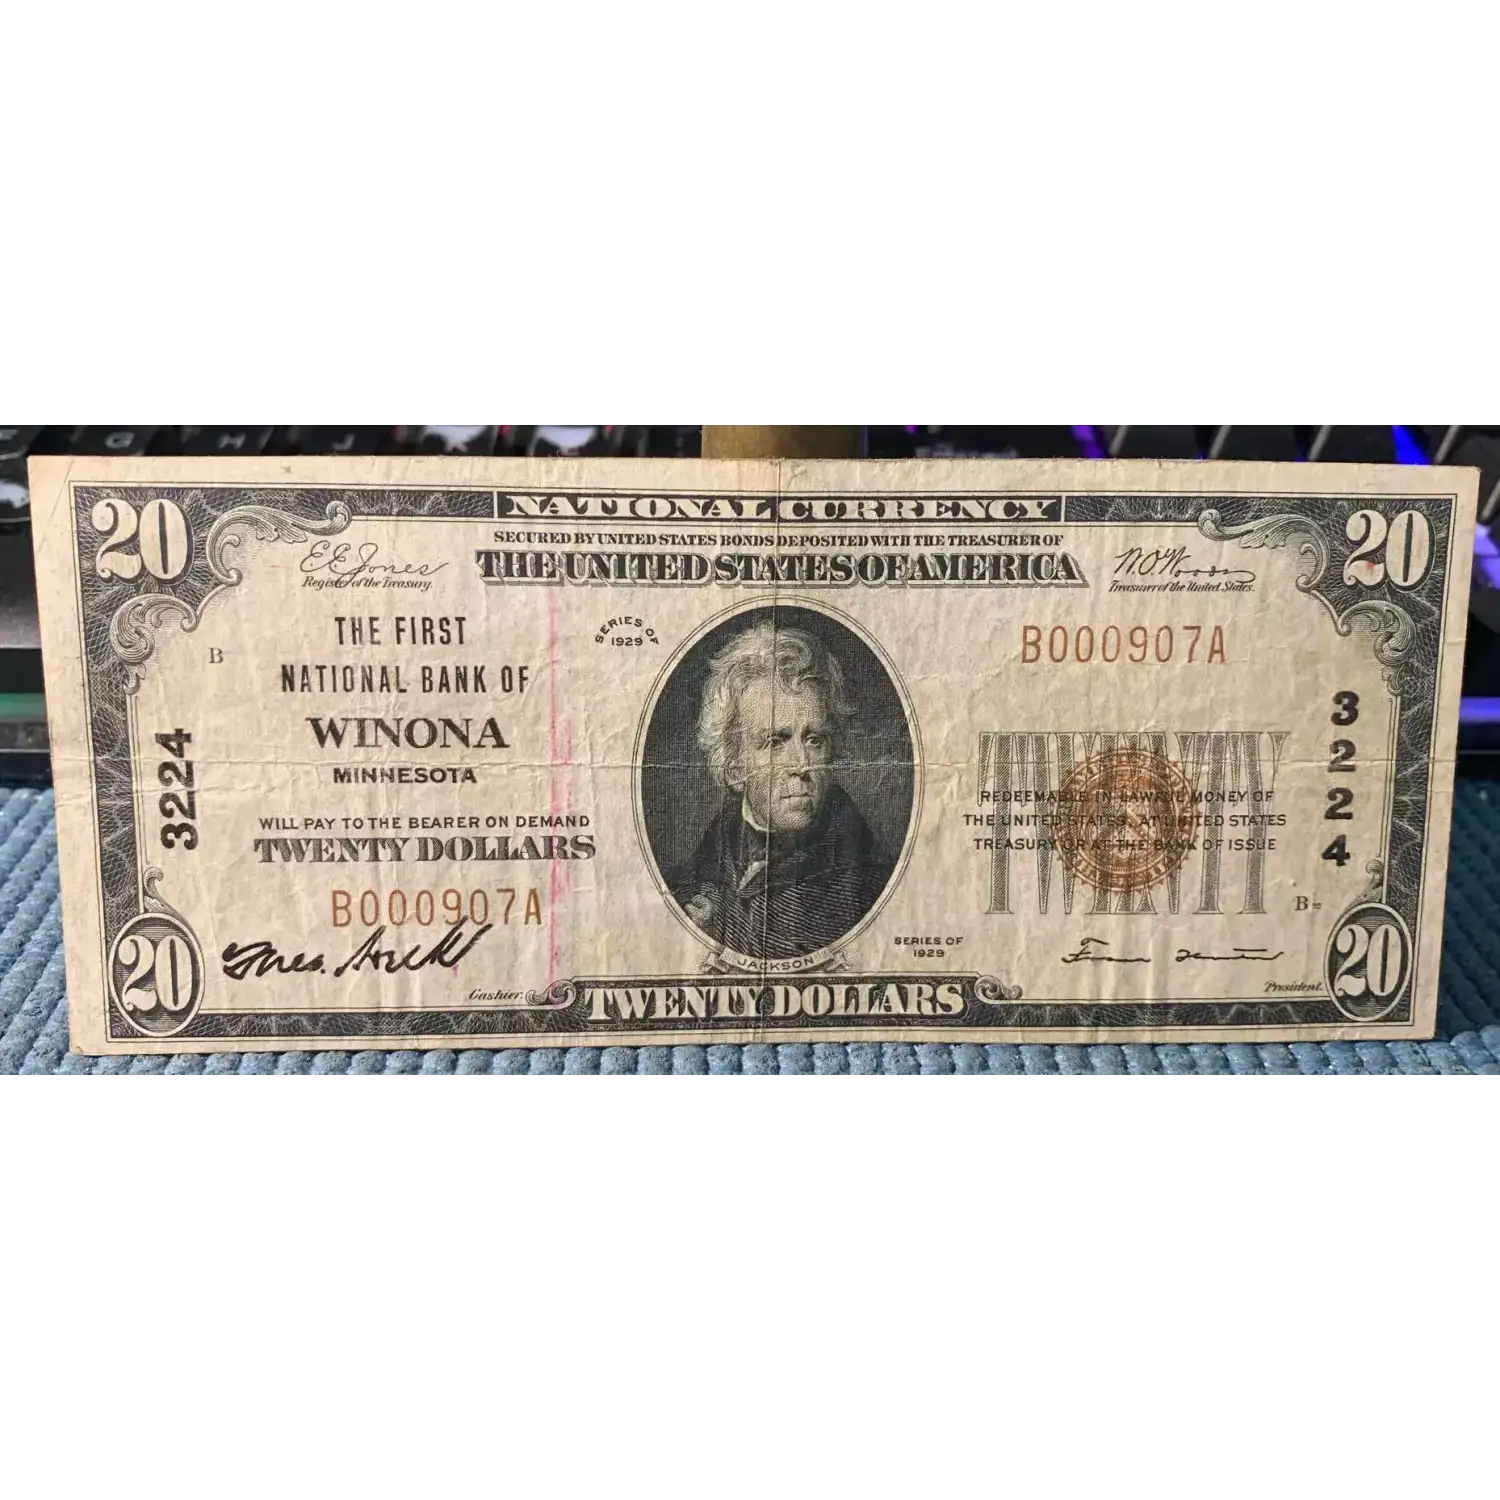 G H J
20 NATIONAL CURRENCY 20
SECURED BY UNITED STATES BONDS DEPOSITED WITH THE TREASURER OF
THE UNITED STATES OF AMERICA
E E Jones
Register of the Treasury.
W.O. Woods
Treasurer of the United States.
THE FIRST
NATIONAL BANK OF
WINONA
MINNESOTA
B
SERIES OF
1929
B000907A
3224
3224
WILL PAY TO THE BEARER ON DEMAND
TWENTY DOLLARS
B000907A
TWENTY
REDEEMABLE IN LAWFUL MONEY OF
THE UNITED STATES, AT UNITED STATES
TREASURY OR AT THE BANK OF ISSUE
B
SERIES OF
1929
JACKSON
Cashier.
President.
20 TWENTY DOLLARS 20